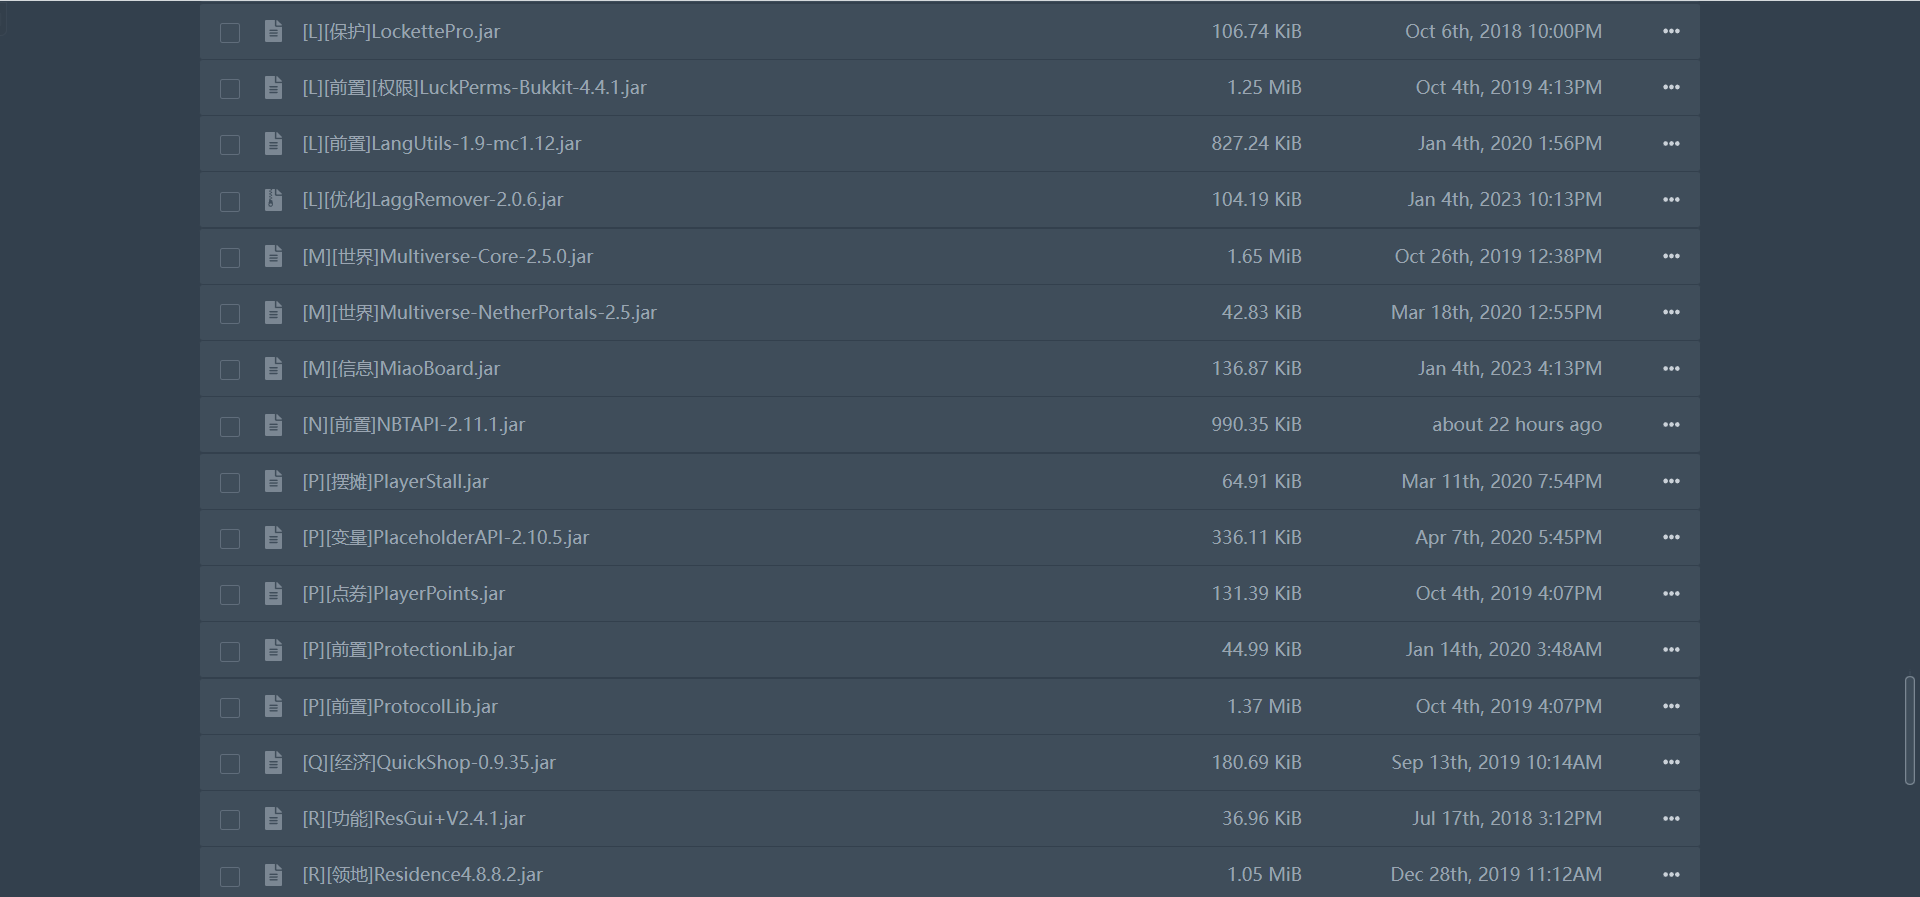 [L][保护]LockettePro.jar 106.74 KiB Oct 6th, 2018 10:00PM
[L][前置][权限]LuckPerms-Bukkit-4.4.1.jar 1.25 MiB Oct 4th, 2019 4:13PM
[L][前置]LangUtils-1.9-mc1.12.jar 827.24 KiB Jan 4th, 2020 1:56PM
[L][优化]LaggRemover-2.0.6.jar 104.19 KiB Jan 4th, 2023 10:13PM
[M][世界]Multiverse-Core-2.5.0.jar 1.65 MiB Oct 26th, 2019 12:38PM
[M][世界]Multiverse-NetherPortals-2.5.jar 42.83 KiB Mar 18th, 2020 12:55PM
[M][信息]MiaoBoard.jar 136.87 KiB Jan 4th, 2023 4:13PM
[N][前置]NBTAPI-2.11.1.jar 990.35 KiB about 22 hours ago
[P][摆摊]PlayerStall.jar 64.91 KiB Mar 11th, 2020 7:54PM
[P][变量]PlaceholderAPI-2.10.5.jar 336.11 KiB Apr 7th, 2020 5:45PM
[P][点券]PlayerPoints.jar 131.39 KiB Oct 4th, 2019 4:07PM
[P][前置]ProtectionLib.jar 44.99 KiB Jan 14th, 2020 3:48AM
[P][前置]ProtocolLib.jar 1.37 MiB Oct 4th, 2019 4:07PM
[Q][经济]QuickShop-0.9.35.jar 180.69 KiB Sep 13th, 2019 10:14AM
[R][功能]ResGui+V2.4.1.jar 36.96 KiB Jul 17th, 2018 3:12PM
[R][领地]Residence4.8.8.2.jar 1.05 MiB Dec 28th, 2019 11:12AM